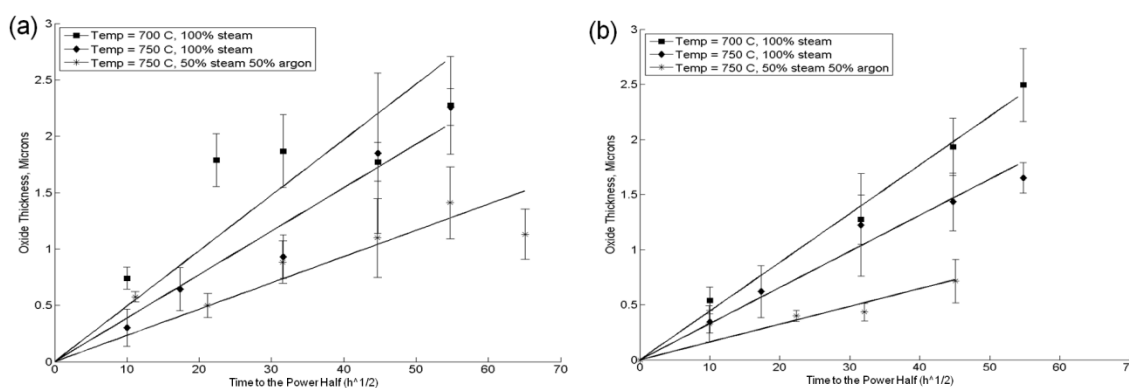 (a)
Temp = 700 C, 100% steam
Temp = 750 C, 100% steam
Temp = 750 C, 50% steam 50% argon
Oxide Thickness, Microns
3
2.5
2
1.5
1
0.5
0
0 10 20 30 40 50 60 70
Time to the Power Half (h^1/2)
(b)
Temp = 700 C, 100% steam
Temp = 750 C, 100% steam
Temp = 750 C, 50% steam 50% argon
Oxide Thickness, Microns
3
2.5
2
1.5
1
0.5
0
0 10 20 30 40 50 60 70
Time to the Power Half (h^1/2)